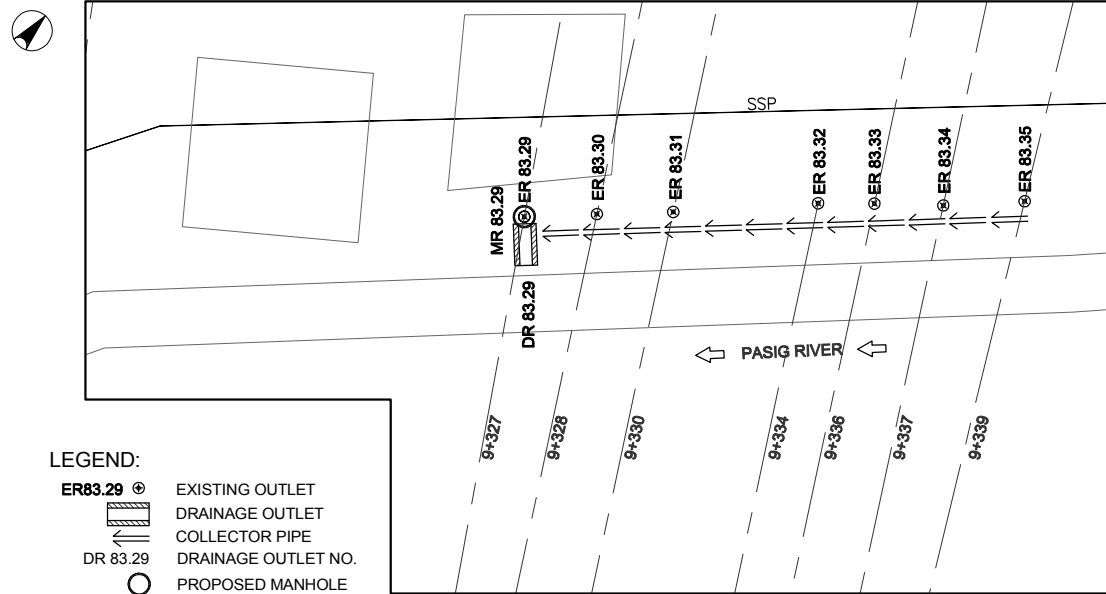 SSP
MR 83.29
ER 83.29
ER 83.30
ER 83.31
ER 83.32
ER 83.33
ER 83.34
ER 83.35
DR 83.29
PASIG RIVER
9+327
9+328
9+330
9+334
9+336
9+337
9+339
LEGEND:
ER83.29 EXISTING OUTLET
DRAINAGE OUTLET
COLLECTOR PIPE
DR 83.29 DRAINAGE OUTLET NO.
PROPOSED MANHOLE